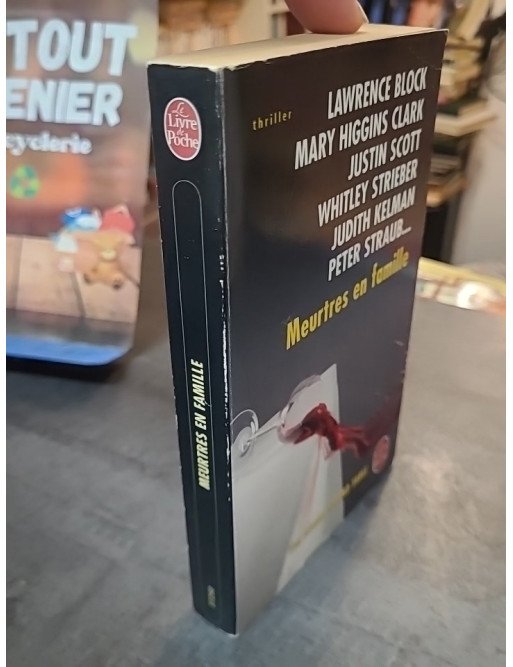 TOUT
ENIER
cyclerie
Le
Livre
de
Poche
MEURTRES EN FAMILLE
thriller
LAWRENCE BLOCK
MARY HIGGINS CLARK
JUSTIN SCOTT
WHITLEY STRIEBER
JUDITH KELMAN
PETER STRAUB...
Meurtres en famille